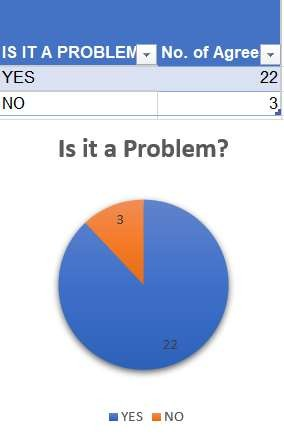 IS IT A PROBLEM No. of Agree
YES 22
NO 3
Is it a Problem?
3
22
YES NO